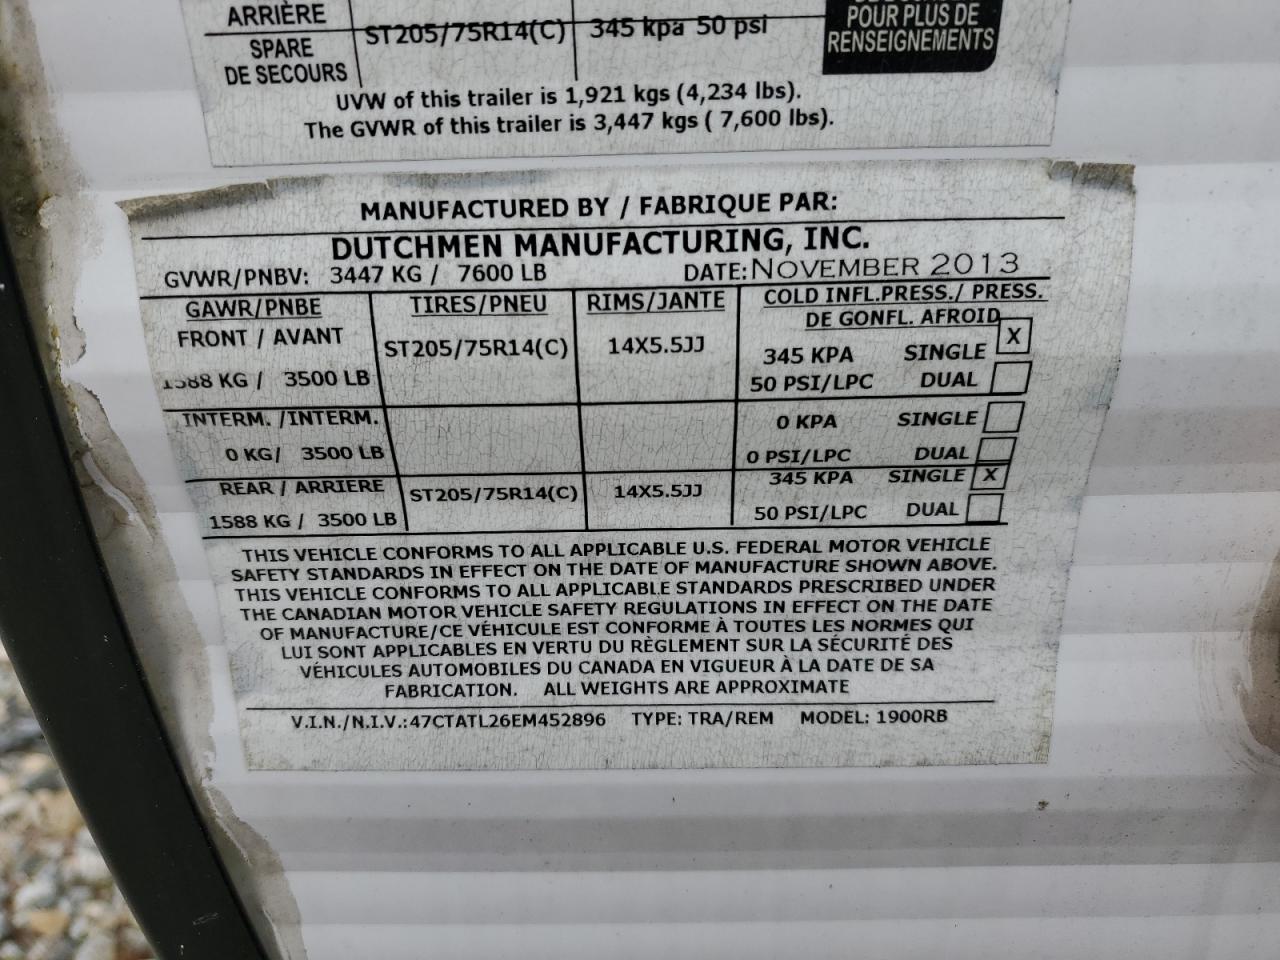 ARRIÈRE
SPARE
DE SECOURS
ST205/75R14(C)
345 kpa 50 psi
POUR PLUS DE
RENSEIGNEMENTS
UVW of this trailer is 1,921 kgs (4,234 lbs).
The GVWR of this trailer is 3,447 kgs ( 7,600 lbs).
MANUFACTURED BY / FABRIQUE PAR:
DUTCHMEN MANUFACTURING, INC.
GVWR/PNBV: 3447 KG / 7600 LB DATE: NOVEMBER 2013
GAWR/PNBE TIRES/PNEU RIMS/JANTE COLD INFL.PRESS./ PRESS.
DE GONFL. AFROID
FRONT / AVANT
ST205/75R14(C) 14X5.5JJ 345 KPA SINGLE X
1588 KG / 3500 LB 50 PSI/LPC DUAL
INTERM. /INTERM. 0 KPA SINGLE
0 KG/ 3500 LB 0 PSI/LPC DUAL
REAR / ARRIERE ST205/75R14(C) 14X5.5JJ 345 KPA SINGLE X
1588 KG / 3500 LB 50 PSI/LPC DUAL
THIS VEHICLE CONFORMS TO ALL APPLICABLE U.S. FEDERAL MOTOR VEHICLE
SAFETY STANDARDS IN EFFECT ON THE DATE OF MANUFACTURE SHOWN ABOVE.
THIS VEHICLE CONFORMS TO ALL APPLICABLE STANDARDS PRESCRIBED UNDER
THE CANADIAN MOTOR VEHICLE SAFETY REGULATIONS IN EFFECT ON THE DATE
OF MANUFACTURE/CE VÉHICULE EST CONFORME À TOUTES LES NORMES QUI
LUI SONT APPLICABLES EN VERTU DU RÈGLEMENT SUR LA SÉCURITÉ DES
VÉHICULES AUTOMOBILES DU CANADA EN VIGUEUR À LA DATE DE SA
FABRICATION. ALL WEIGHTS ARE APPROXIMATE
V.I.N./N.I.V.:47CTATL26EM452896 TYPE: TRA/REM MODEL: 1900RB